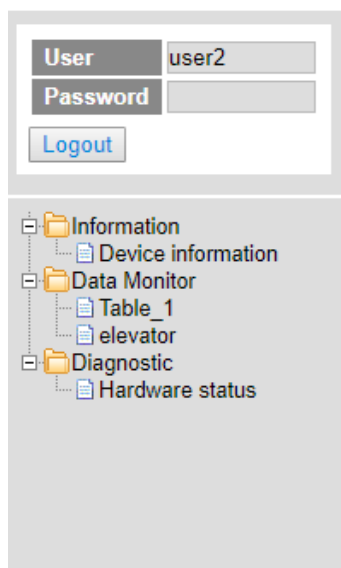 User user2
Password
Logout
Information
Device information
Data Monitor
Table_1
elevator
Diagnostic
Hardware status